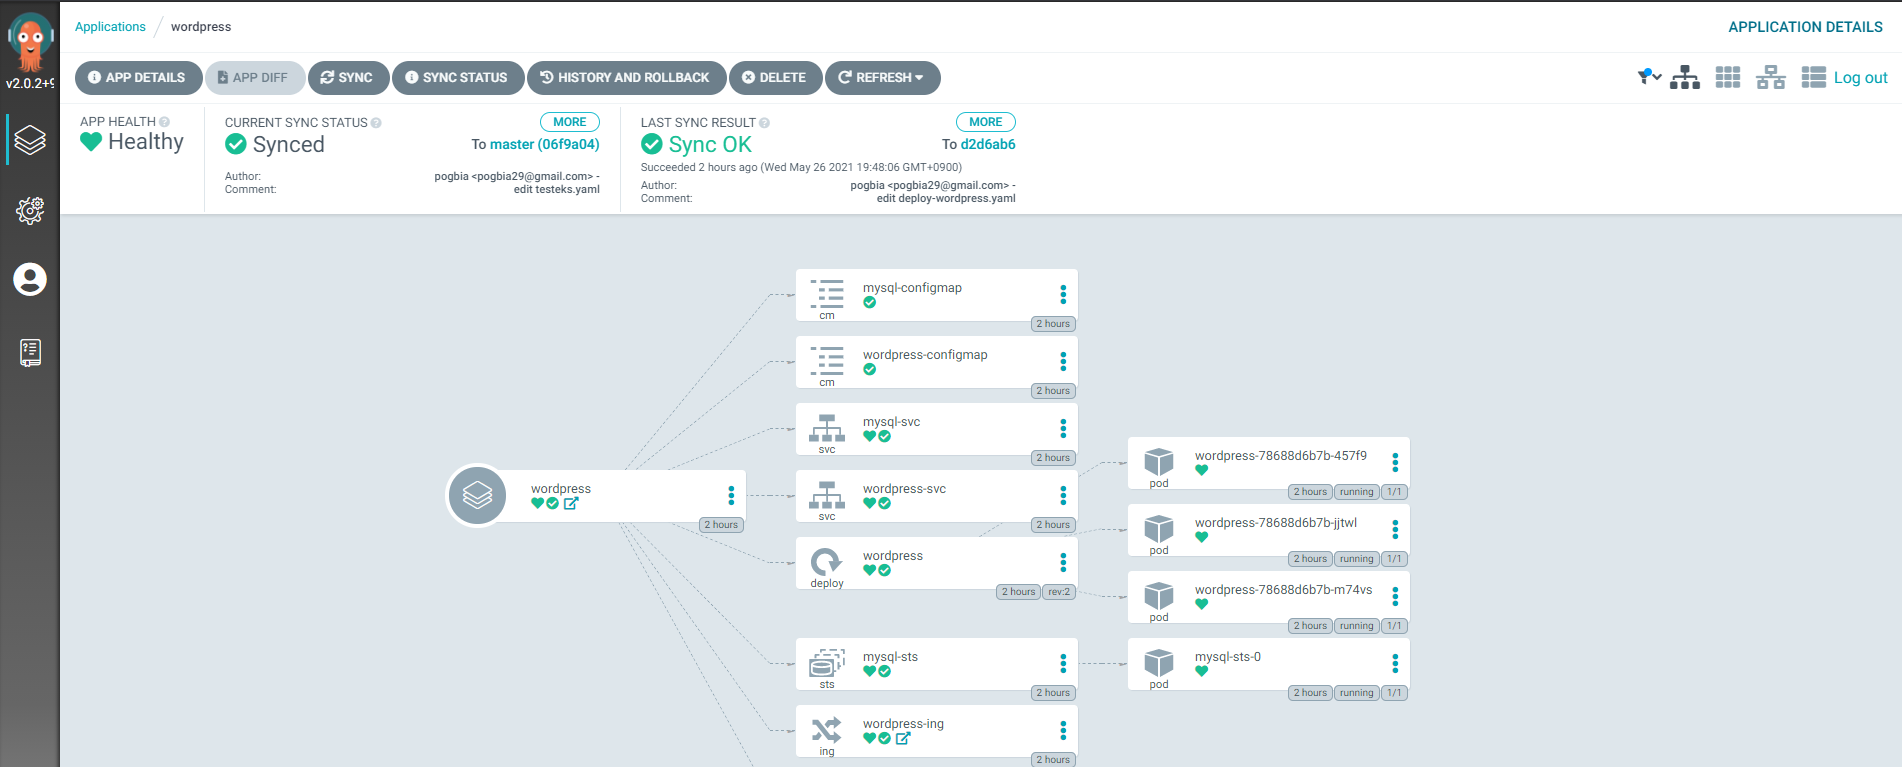 Applications / wordpress
APPLICATION DETAILS
v2.0.2+9
APP DETAILS
APP DIFF
SYNC
SYNC STATUS
HISTORY AND ROLLBACK
DELETE
REFRESH
Log out
APP HEALTH
Healthy
CURRENT SYNC STATUS
MORE
Synced
To master (06f9a04)
Author: pogbia <pogbia29@gmail.com> -
Comment: edit testeks.yaml
LAST SYNC RESULT
MORE
Sync OK
To d2d6ab6
Succeeded 2 hours ago (Wed May 26 2021 19:48:06 GMT+0900)
Author: pogbia <pogbia29@gmail.com> -
Comment: edit deploy-wordpress.yaml
wordpress
2 hours
mysql-configmap
cm
2 hours
wordpress-configmap
cm
2 hours
mysql-svc
svc
2 hours
wordpress-svc
svc
2 hours
wordpress
deploy
2 hours rev:2
mysql-sts
sts
2 hours
wordpress-ing
ing
2 hours
wordpress-78688d6b7b-457f9
pod
2 hours running 1/1
wordpress-78688d6b7b-jjtwl
pod
2 hours running 1/1
wordpress-78688d6b7b-m74vs
pod
2 hours running 1/1
mysql-sts-0
pod
2 hours running 1/1